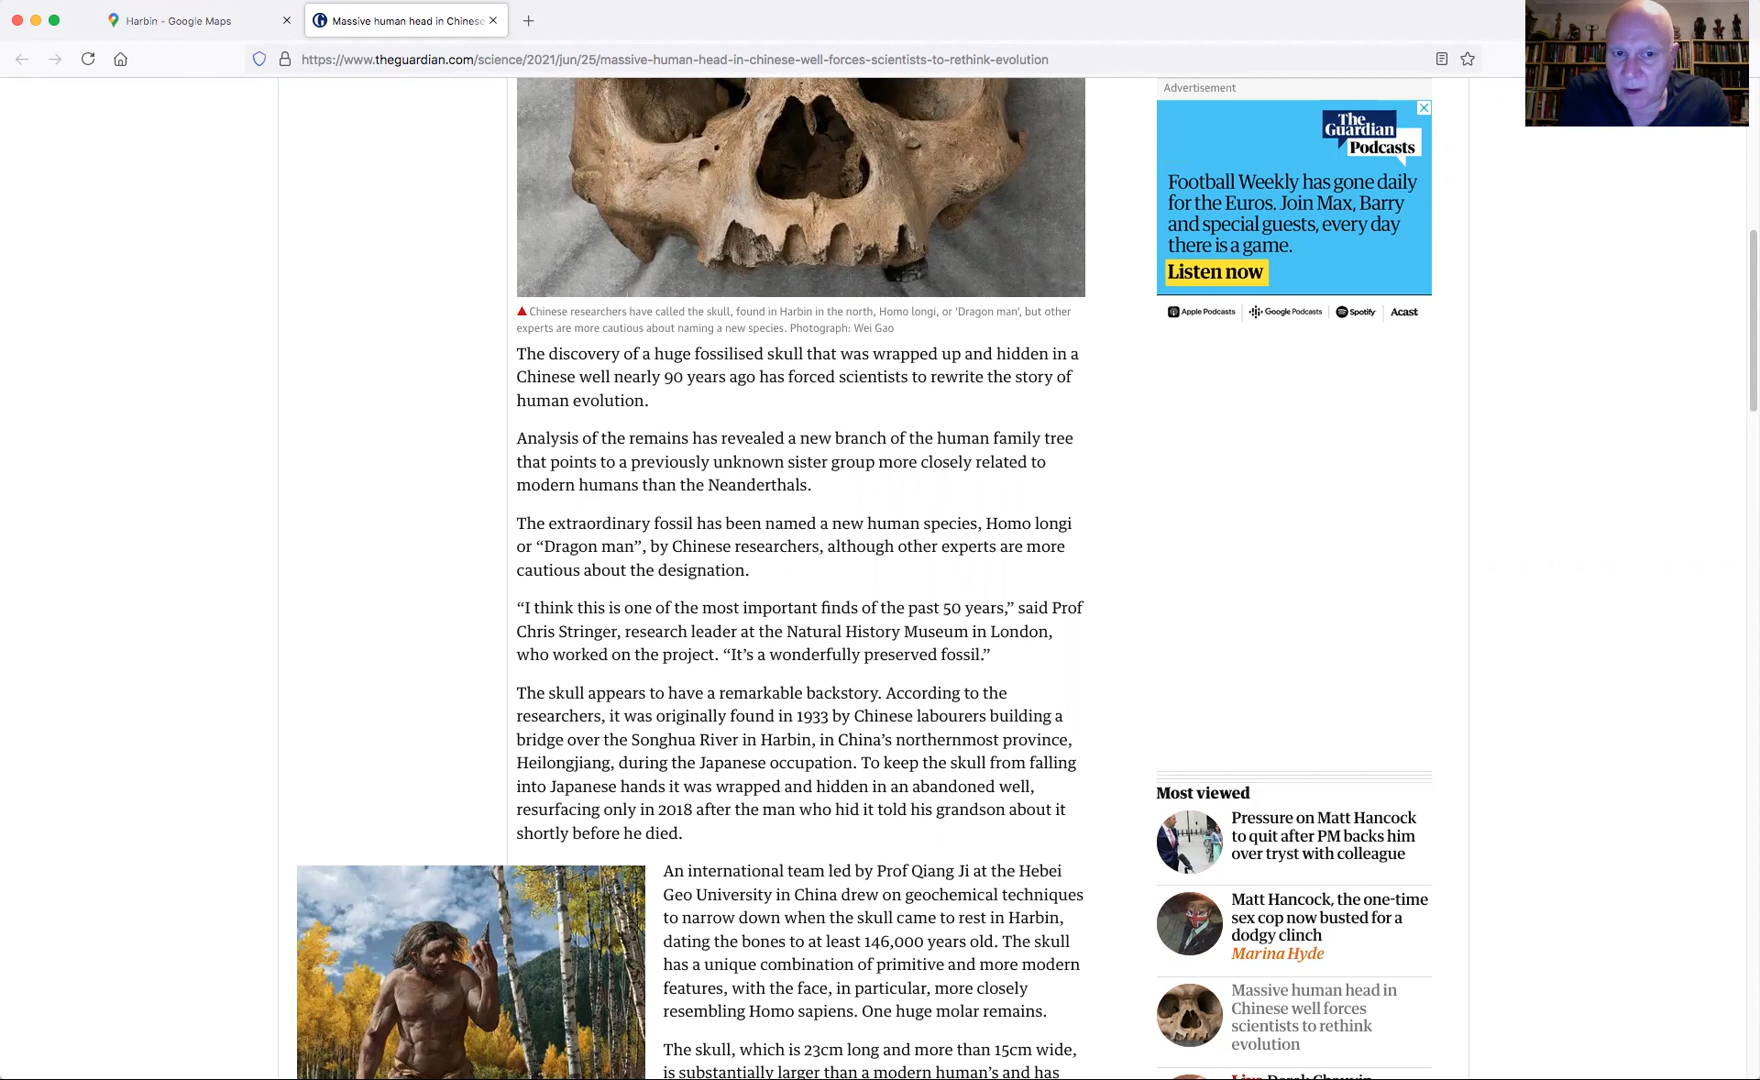 Harbin - Google Maps
Massive human head in Chinese
https://www.theguardian.com/science/2021/jun/25/massive-human-head-in-chinese-well-forces-scientists-to-rethink-evolution
Chinese researchers have called the skull, found in Harbin in the north, Homo longi, or 'Dragon man', but other
experts are more cautious about naming a new species. Photograph: Wei Gao
The discovery of a huge fossilised skull that was wrapped up and hidden in a
Chinese well nearly 90 years ago has forced scientists to rewrite the story of
human evolution.
Analysis of the remains has revealed a new branch of the human family tree
that points to a previously unknown sister group more closely related to
modern humans than the Neanderthals.
The extraordinary fossil has been named a new human species, Homo longi
or “Dragon man”, by Chinese researchers, although other experts are more
cautious about the designation.
“I think this is one of the most important finds of the past 50 years,” said Prof
Chris Stringer, research leader at the Natural History Museum in London,
who worked on the project. “It’s a wonderfully preserved fossil.”
The skull appears to have a remarkable backstory. According to the
researchers, it was originally found in 1933 by Chinese labourers building a
bridge over the Songhua River in Harbin, in China’s northernmost province,
Heilongjiang, during the Japanese occupation. To keep the skull from falling
into Japanese hands it was wrapped and hidden in an abandoned well,
resurfacing only in 2018 after the man who hid it told his grandson about it
shortly before he died.
An international team led by Prof Qiang Ji at the Hebei
Geo University in China drew on geochemical techniques
to narrow down when the skull came to rest in Harbin,
dating the bones to at least 146,000 years old. The skull
has a unique combination of primitive and more modern
features, with the face, in particular, more closely
resembling Homo sapiens. One huge molar remains.
The skull, which is 23cm long and more than 15cm wide,
is substantially larger than a modern human’s and has
Advertisement
The
Guardian
Podcasts
Football Weekly has gone daily
for the Euros. Join Max, Barry
and special guests, every day
there is a game.
Listen now
Apple Podcasts
Google Podcasts
Spotify
Acast
Most viewed
Pressure on Matt Hancock
to quit after PM backs him
over tryst with colleague
Matt Hancock, the one-time
sex cop now busted for a
dodgy clinch
Marina Hyde
Massive human head in
Chinese well forces
scientists to rethink
evolution
Live Derek Chauvin